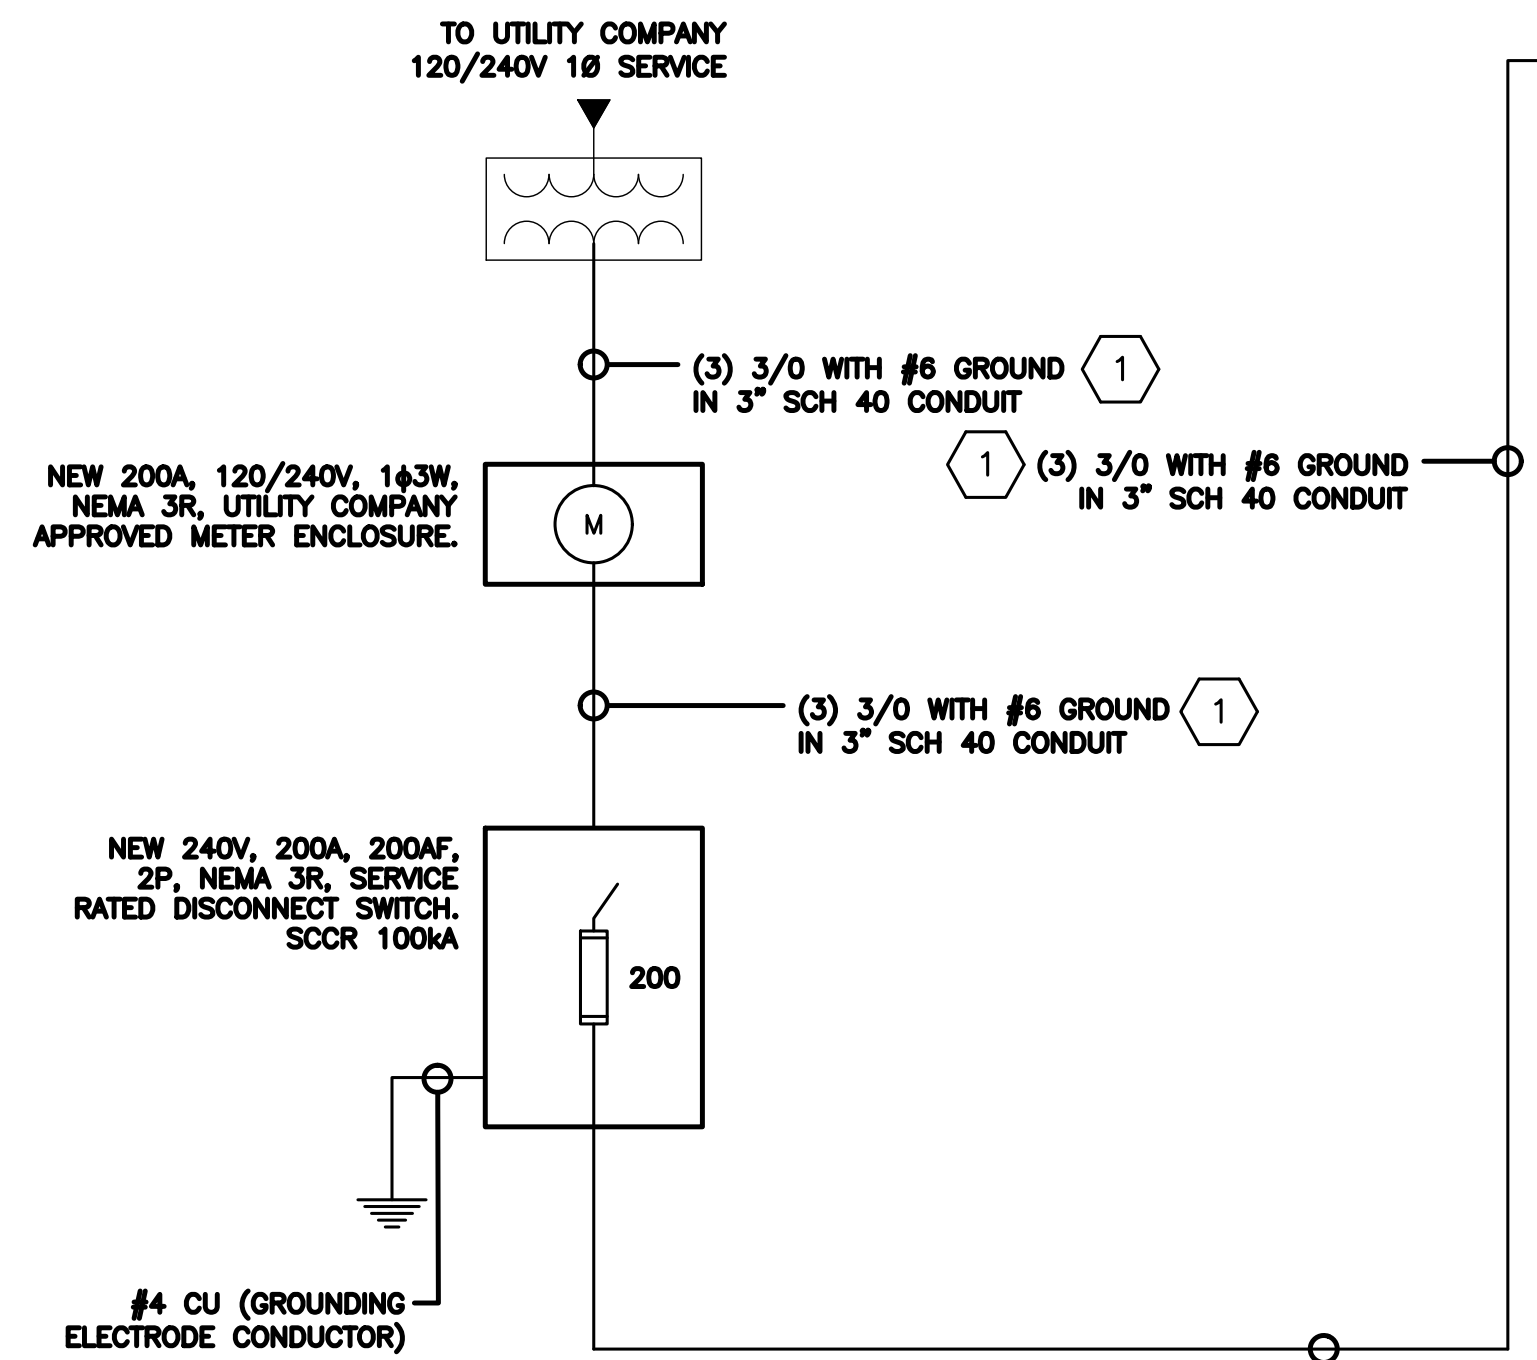 TO UTILITY COMPANY
120/240V 1Ø SERVICE
(3) 3/0 WITH #6 GROUND
IN 3" SCH 40 CONDUIT
1
1
(3) 3/0 WITH #6 GROUND
IN 3" SCH 40 CONDUIT
NEW 200A, 120/240V, 1ϕ3W,
NEMA 3R, UTILITY COMPANY
APPROVED METER ENCLOSURE.
M
(3) 3/0 WITH #6 GROUND
IN 3" SCH 40 CONDUIT
1
NEW 240V, 200A, 200AF,
2P, NEMA 3R, SERVICE
RATED DISCONNECT SWITCH.
SCCR 100kA
200
#4 CU (GROUNDING
ELECTRODE CONDUCTOR)